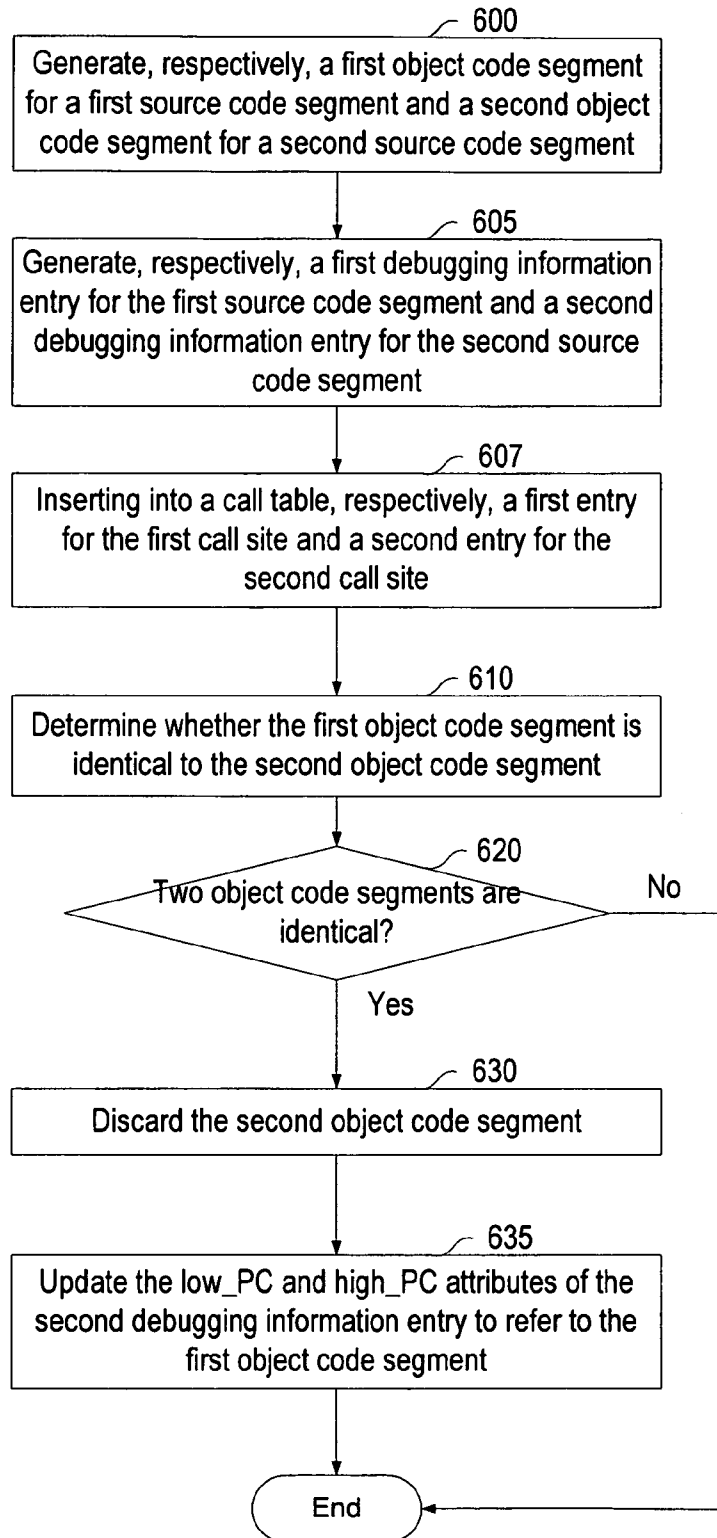 600
Generate, respectively, a first object code segment
for a first source code segment and a second object
code segment for a second source code segment
605
Generate, respectively, a first debugging information
entry for the first source code segment and a second
debugging information entry for the second source
code segment
607
Inserting into a call table, respectively, a first entry
for the first call site and a second entry for the
second call site
610
Determine whether the first object code segment is
identical to the second object code segment
620
Two object code segments are
identical?
No
Yes
630
Discard the second object code segment
635
Update the low_PC and high_PC attributes of the
second debugging information entry to refer to the
first object code segment
End